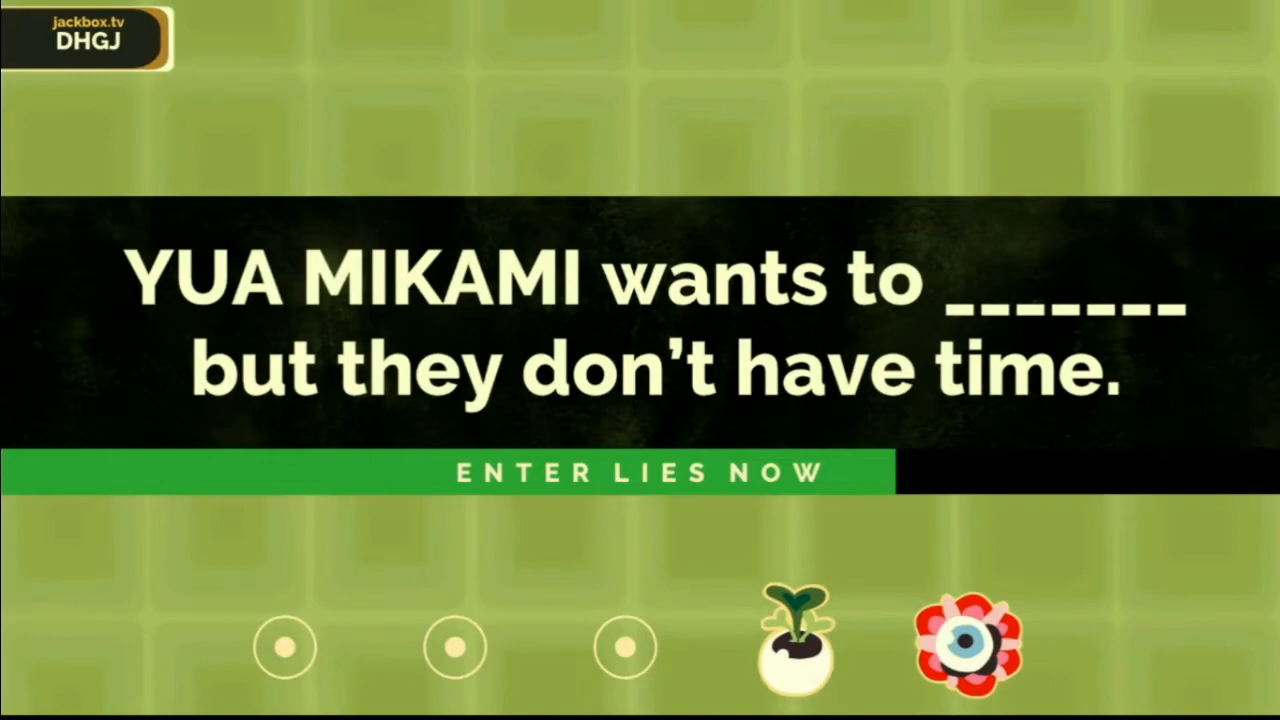 jackbox.tv
DHGJ
YUA MIKAMI wants to _______
but they don’t have time.
ENTER LIES NOW